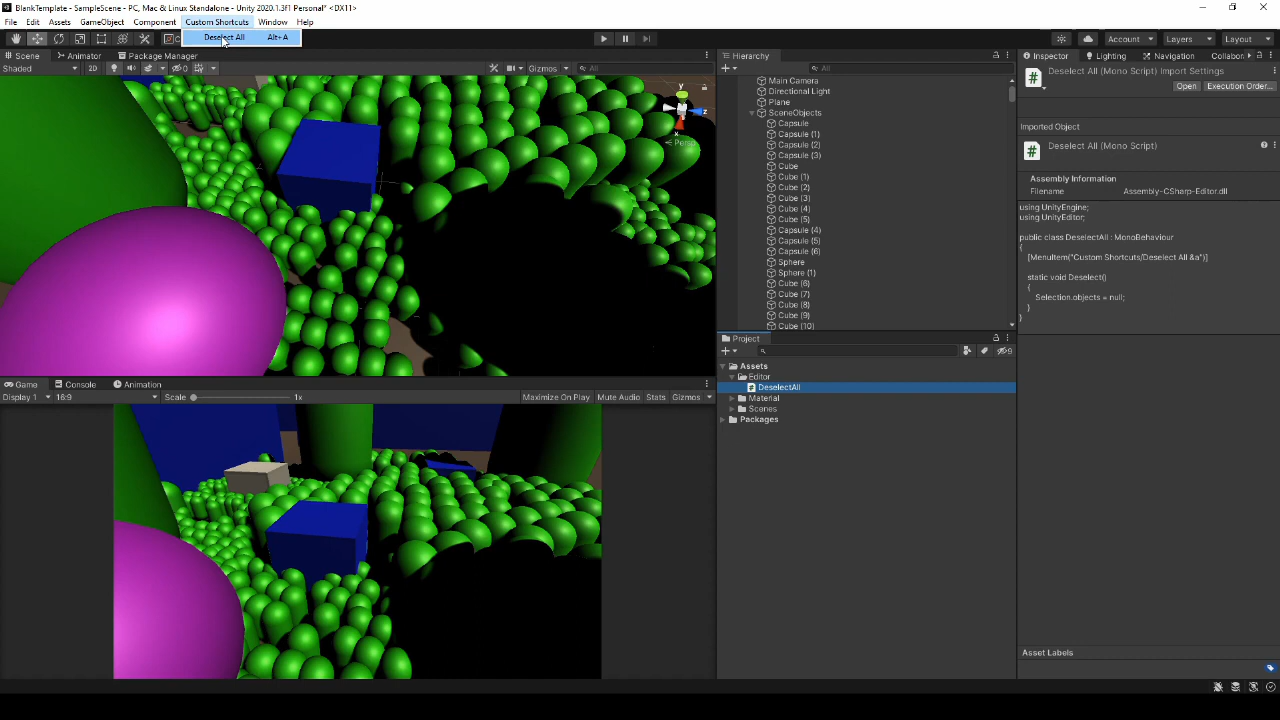 BlankTemplate - SampleScene - PC, Mac & Linux Standalone - Unity 2020.1.3f1 Personal* <DX11>
File Edit Assets GameObject Component Custom Shortcuts Window Help
Deselect All Alt+A
Account Layers Layout
Scene Animator Package Manager
Shaded 2D 0 Gizmos All
y
z
x
Persp
Game Console Animation
Display 1 16:9 Scale 1x Maximize On Play Mute Audio Stats Gizmos
Hierarchy
All
Main Camera
Directional Light
Plane
SceneObjects
Capsule
Capsule (1)
Capsule (2)
Capsule (3)
Cube
Cube (1)
Cube (2)
Cube (3)
Cube (4)
Cube (5)
Capsule (4)
Capsule (5)
Capsule (6)
Sphere
Sphere (1)
Cube (6)
Cube (7)
Cube (8)
Cube (9)
Cube (10)
Project
9
Assets
Editor
DeselectAll
Material
Scenes
Packages
Inspector Lighting Navigation Collabor
Deselect All (Mono Script) Import Settings
Open Execution Order...
Imported Object
Deselect All (Mono Script)
Assembly Information
Filename Assembly-CSharp-Editor.dll
using UnityEngine;
using UnityEditor;
public class DeselectAll : MonoBehaviour
{
[MenuItem("Custom Shortcuts/Deselect All &a")]
static void Deselect()
{
Selection.objects = null;
}
}
Asset Labels